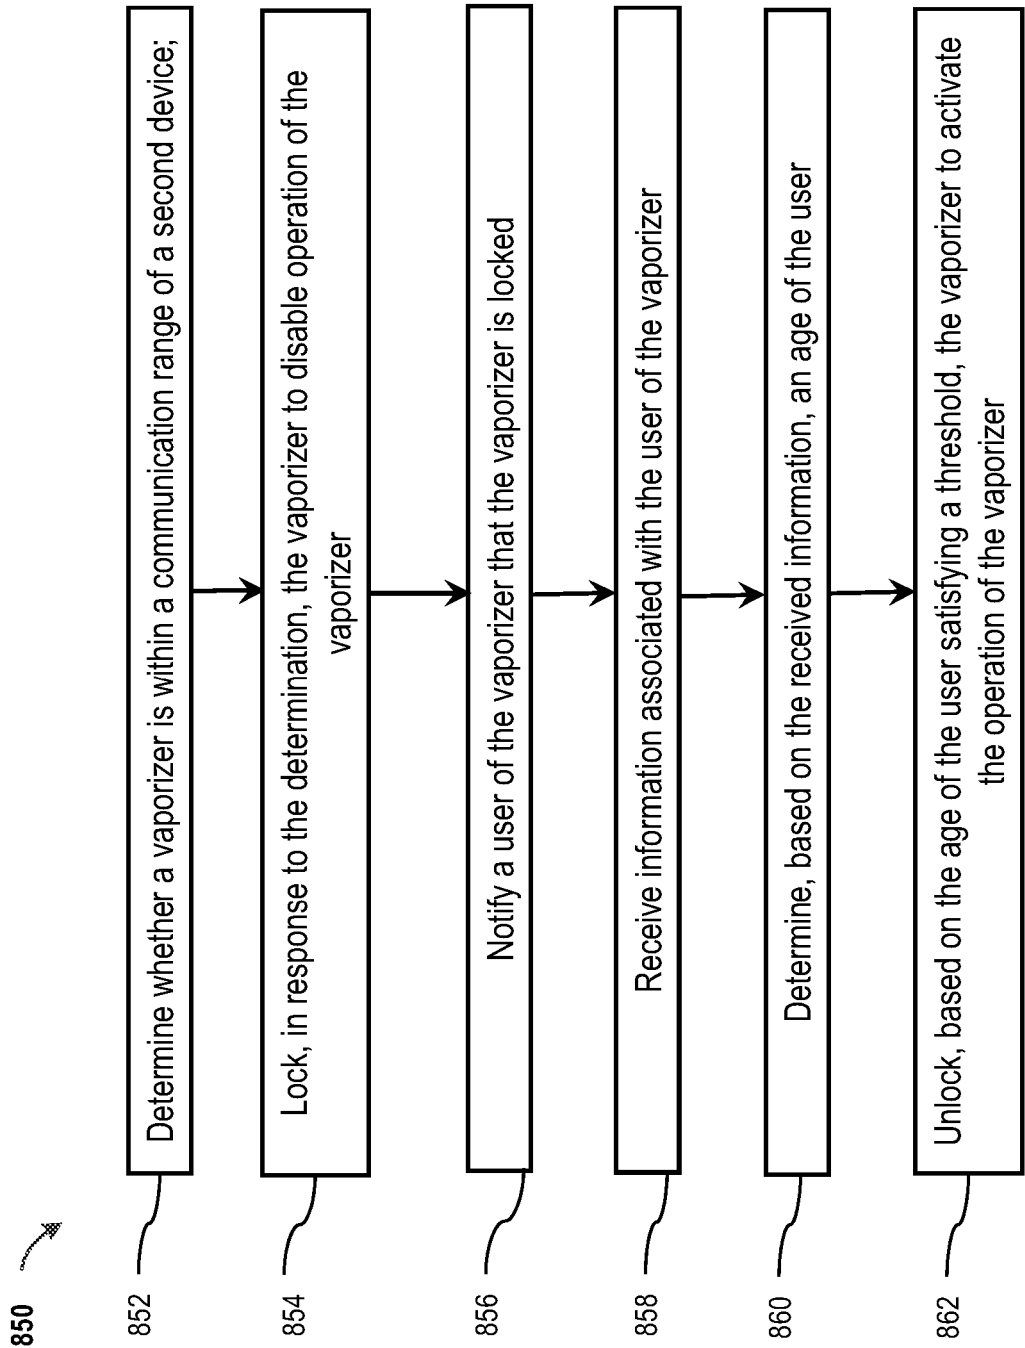 850
852
Determine whether a vaporizer is within a communication range of a second device;
854
Lock, in response to the determination, the vaporizer to disable operation of the
vaporizer
856
Notify a user of the vaporizer that the vaporizer is locked
858
Receive information associated with the user of the vaporizer
860
Determine, based on the received information, an age of the user
862
Unlock, based on the age of the user satisfying a threshold, the vaporizer to activate
the operation of the vaporizer